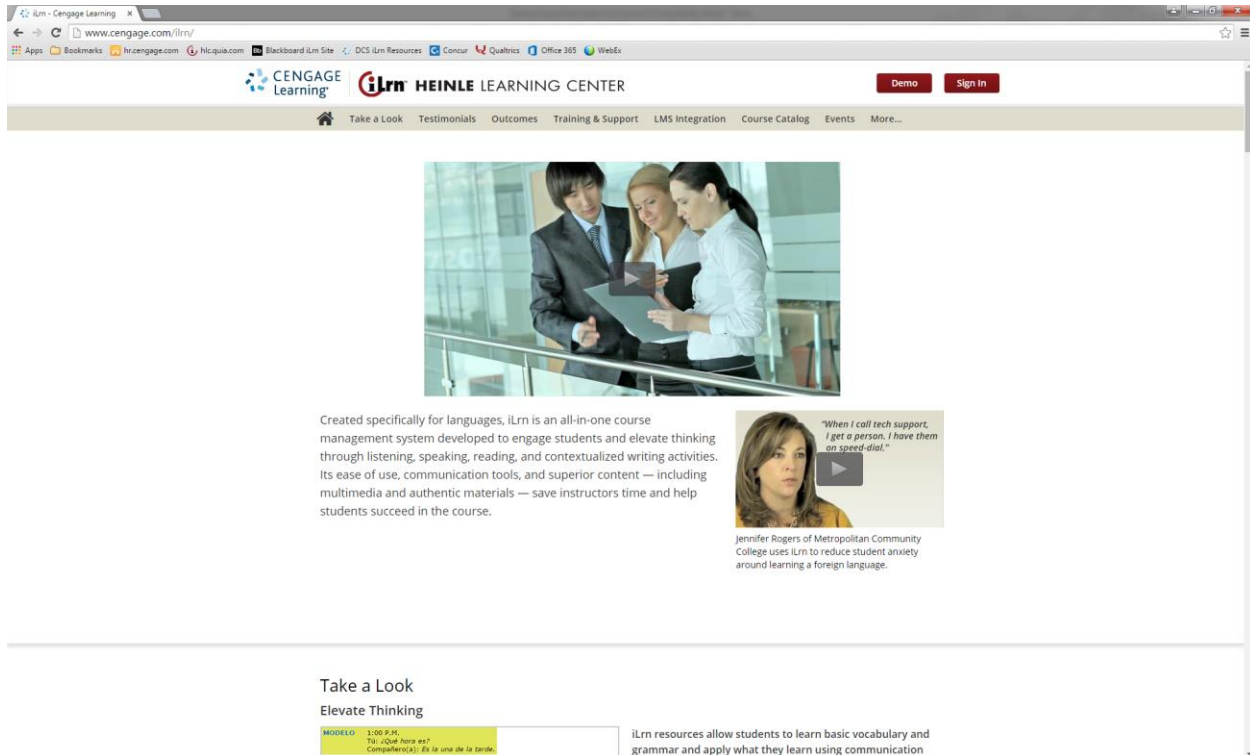 iLrn - Cengage Learning
www.cengage.com/ilrn/
Apps Bookmarks hr.cengage.com hlc.quia.com Blackboard iLrn Site DCS iLrn Resources Concur Qualtrics Office 365 WebEx
CENGAGE Learning iLrn HEINLE LEARNING CENTER Demo Sign In
Take a Look Testimonials Outcomes Training & Support LMS Integration Course Catalog Events More...
Created specifically for languages, iLrn is an all-in-one course
management system developed to engage students and elevate thinking
through listening, speaking, reading, and contextualized writing activities.
Its ease of use, communication tools, and superior content — including
multimedia and authentic materials — save instructors time and help
students succeed in the course.
"When I call tech support,
I get a person. I have them
on speed-dial."
Jennifer Rogers of Metropolitan Community
College uses iLrn to reduce student anxiety
around learning a foreign language.
Take a Look
Elevate Thinking
MODELO 1:00 P.M.
Tú: ¿Qué hora es?
Compañero(a): Es la una de la tarde.
iLrn resources allow students to learn basic vocabulary and
grammar and apply what they learn using communication